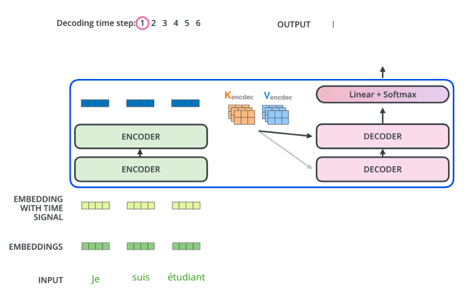 Decoding time step: 1 2 3 4 5 6
OUTPUT I
Kencdec
Vencdec
Linear + Softmax
ENCODER
DECODER
ENCODER
DECODER
EMBEDDING
WITH TIME
SIGNAL
EMBEDDINGS
INPUT Je suis étudiant